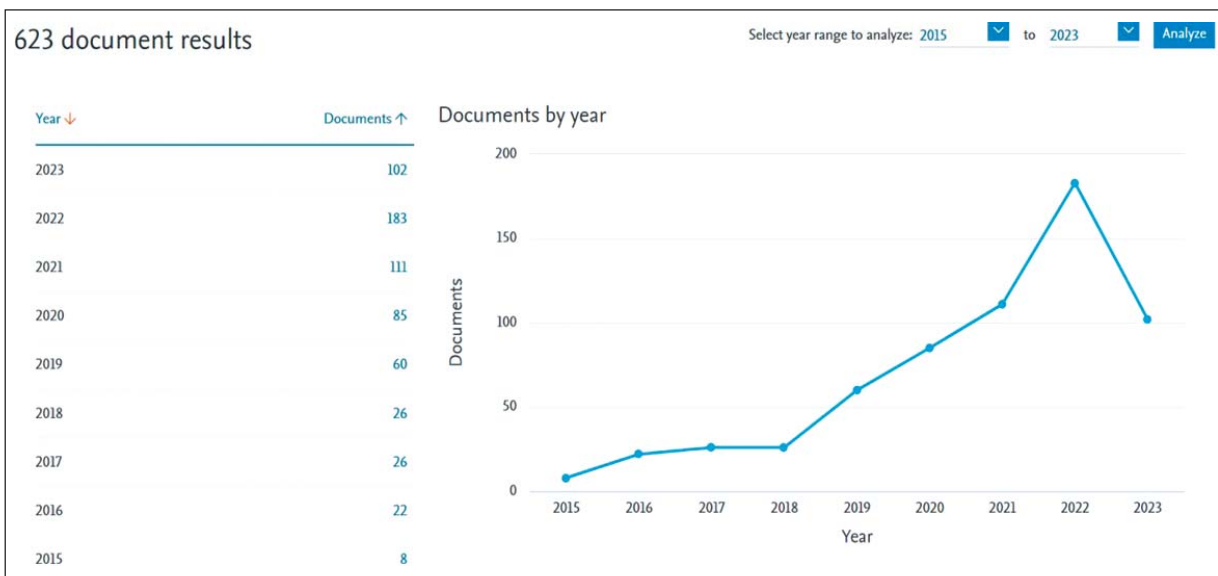 623 document results
Select year range to analyze: 2015 to 2023 Analyze
Year ↓ Documents ↑
2023 102
2022 183
2021 111
2020 85
2019 60
2018 26
2017 26
2016 22
2015 8
Documents by year
200
150
100
50
0
Documents
2015 2016 2017 2018 2019 2020 2021 2022 2023
Year